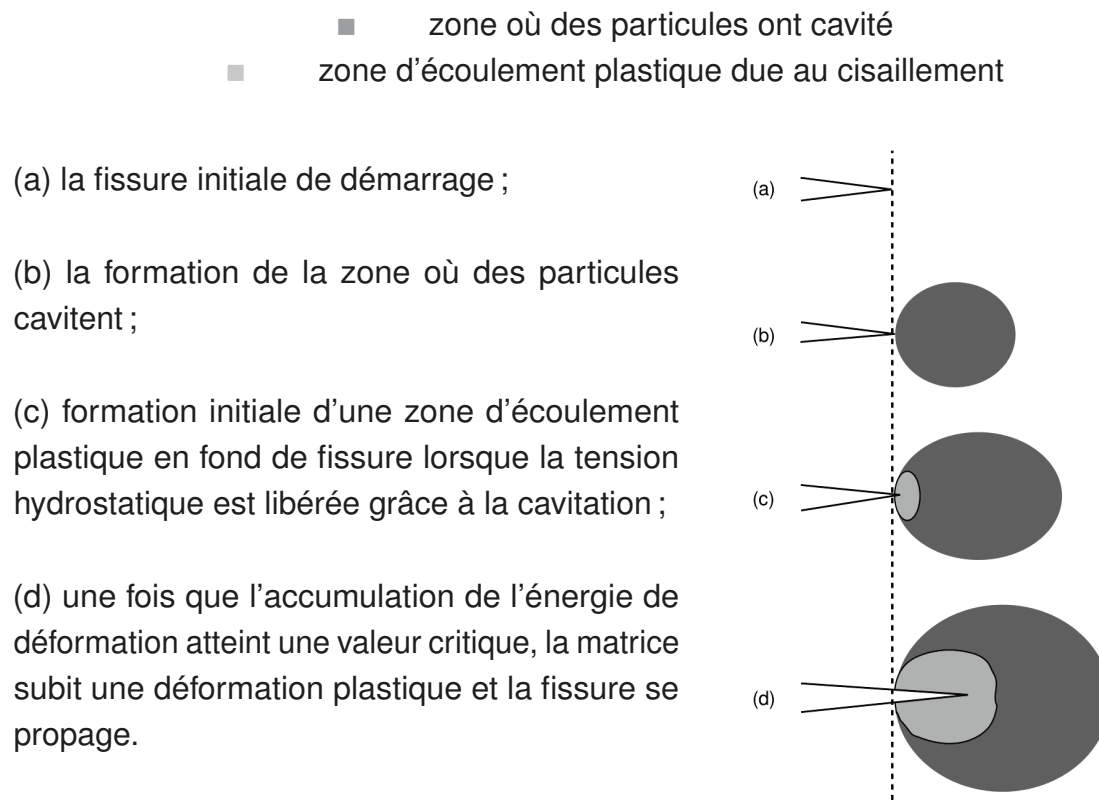 zone où des particules ont cavité
zone d'écoulement plastique due au cisaillement
(a) la fissure initiale de démarrage ;
(b) la formation de la zone où des particules
cavitent ;
(c) formation initiale d'une zone d'écoulement
plastique en fond de fissure lorsque la tension
hydrostatique est libérée grâce à la cavitation ;
(d) une fois que l'accumulation de l'énergie de
déformation atteint une valeur critique, la matrice
subit une déformation plastique et la fissure se
propage.
(a)
(b)
(c)
(d)